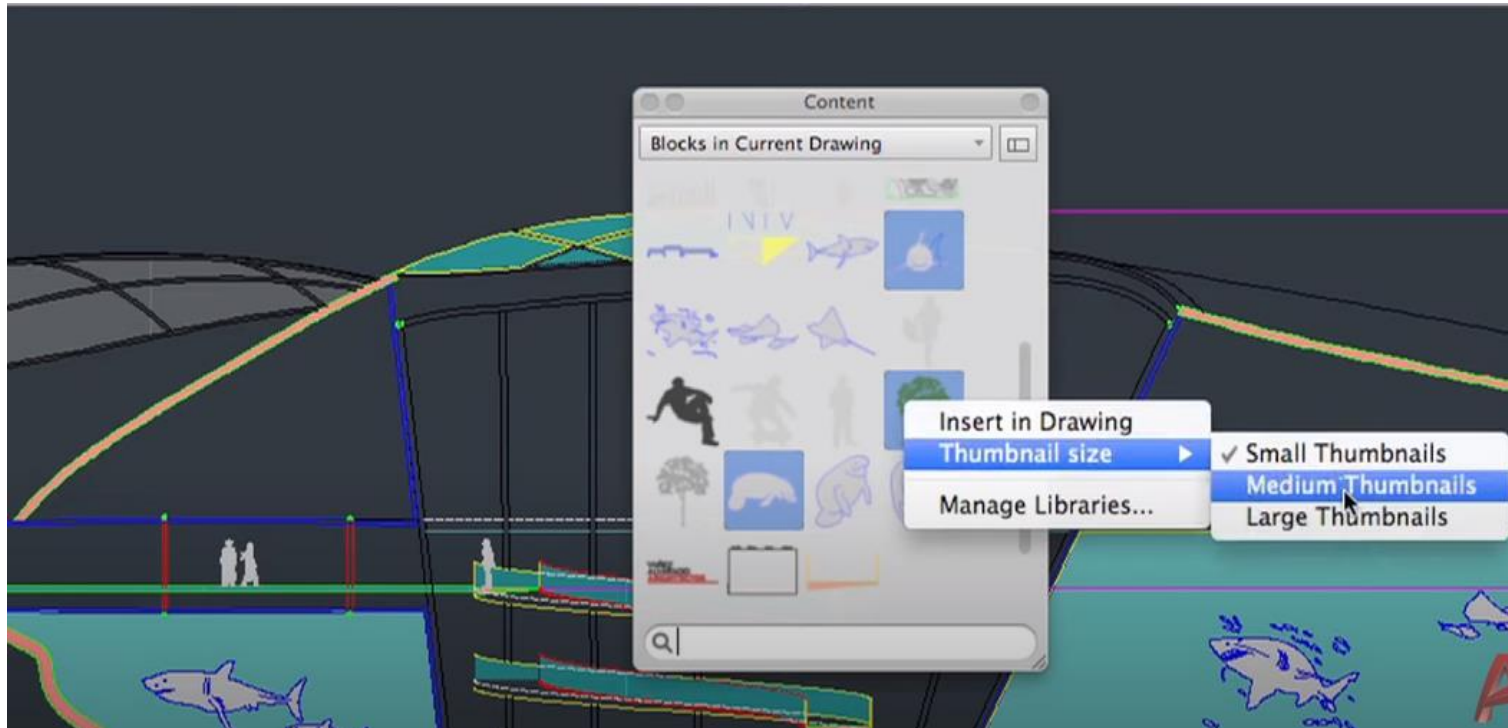 Content
Blocks in Current Drawing
Insert in Drawing
Thumbnail size
Manage Libraries...
Small Thumbnails
Medium Thumbnails
Large Thumbnails